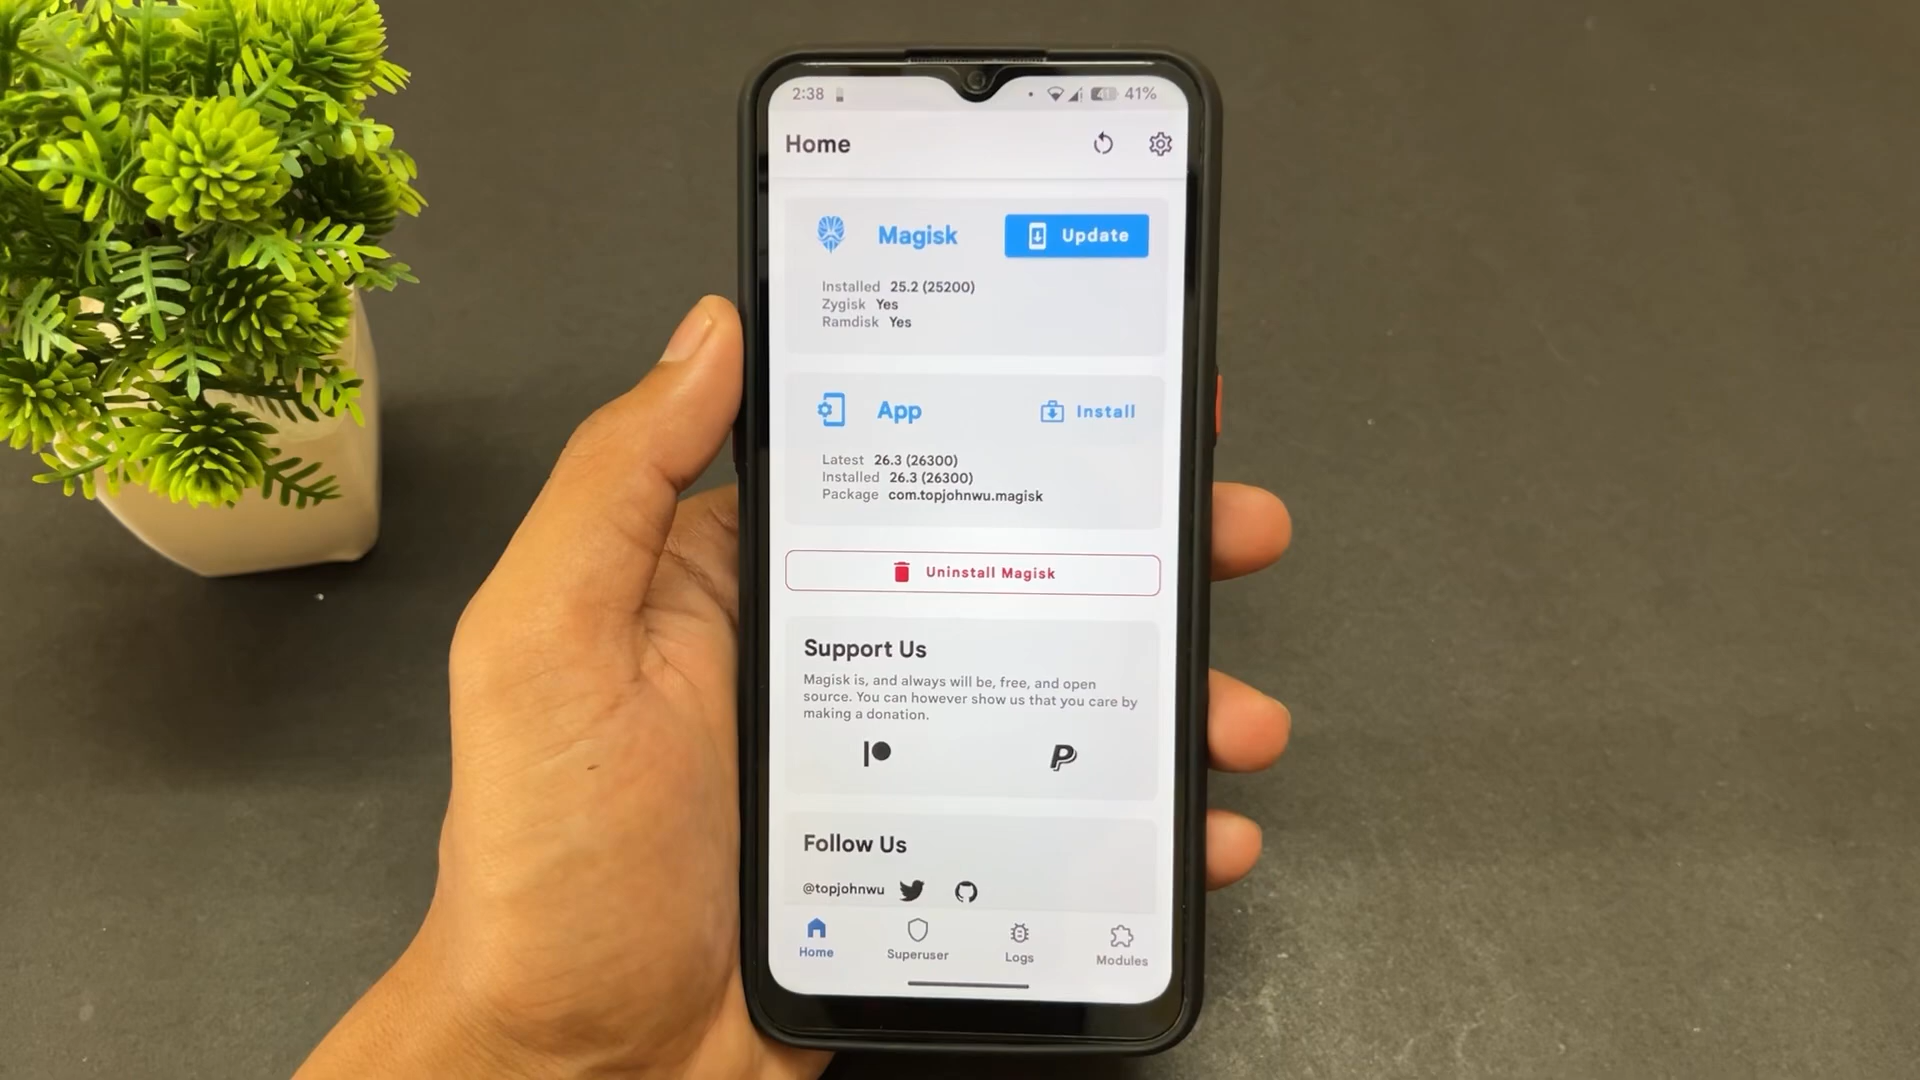 2:38 41%
Home
Magisk Update
Installed 25.2 (25200)
Zygisk Yes
Ramdisk Yes
App Install
Latest 26.3 (26300)
Installed 26.3 (26300)
Package com.topjohnwu.magisk
Uninstall Magisk
Support Us
Magisk is, and always will be, free, and open
source. You can however show us that you care by
making a donation.
Follow Us
@topjohnwu
Home Superuser Logs Modules